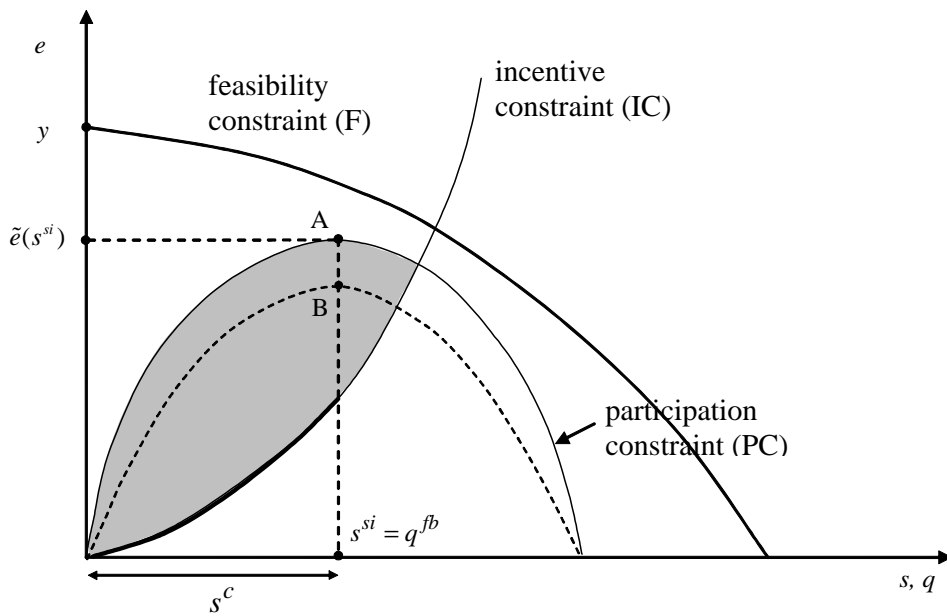 e
feasibility
constraint (F)
incentive
constraint (IC)
y
ẽ(s^{si})
A
B
participation
constraint (PC)
s^{si} = q^{fb}
s, q
s^c